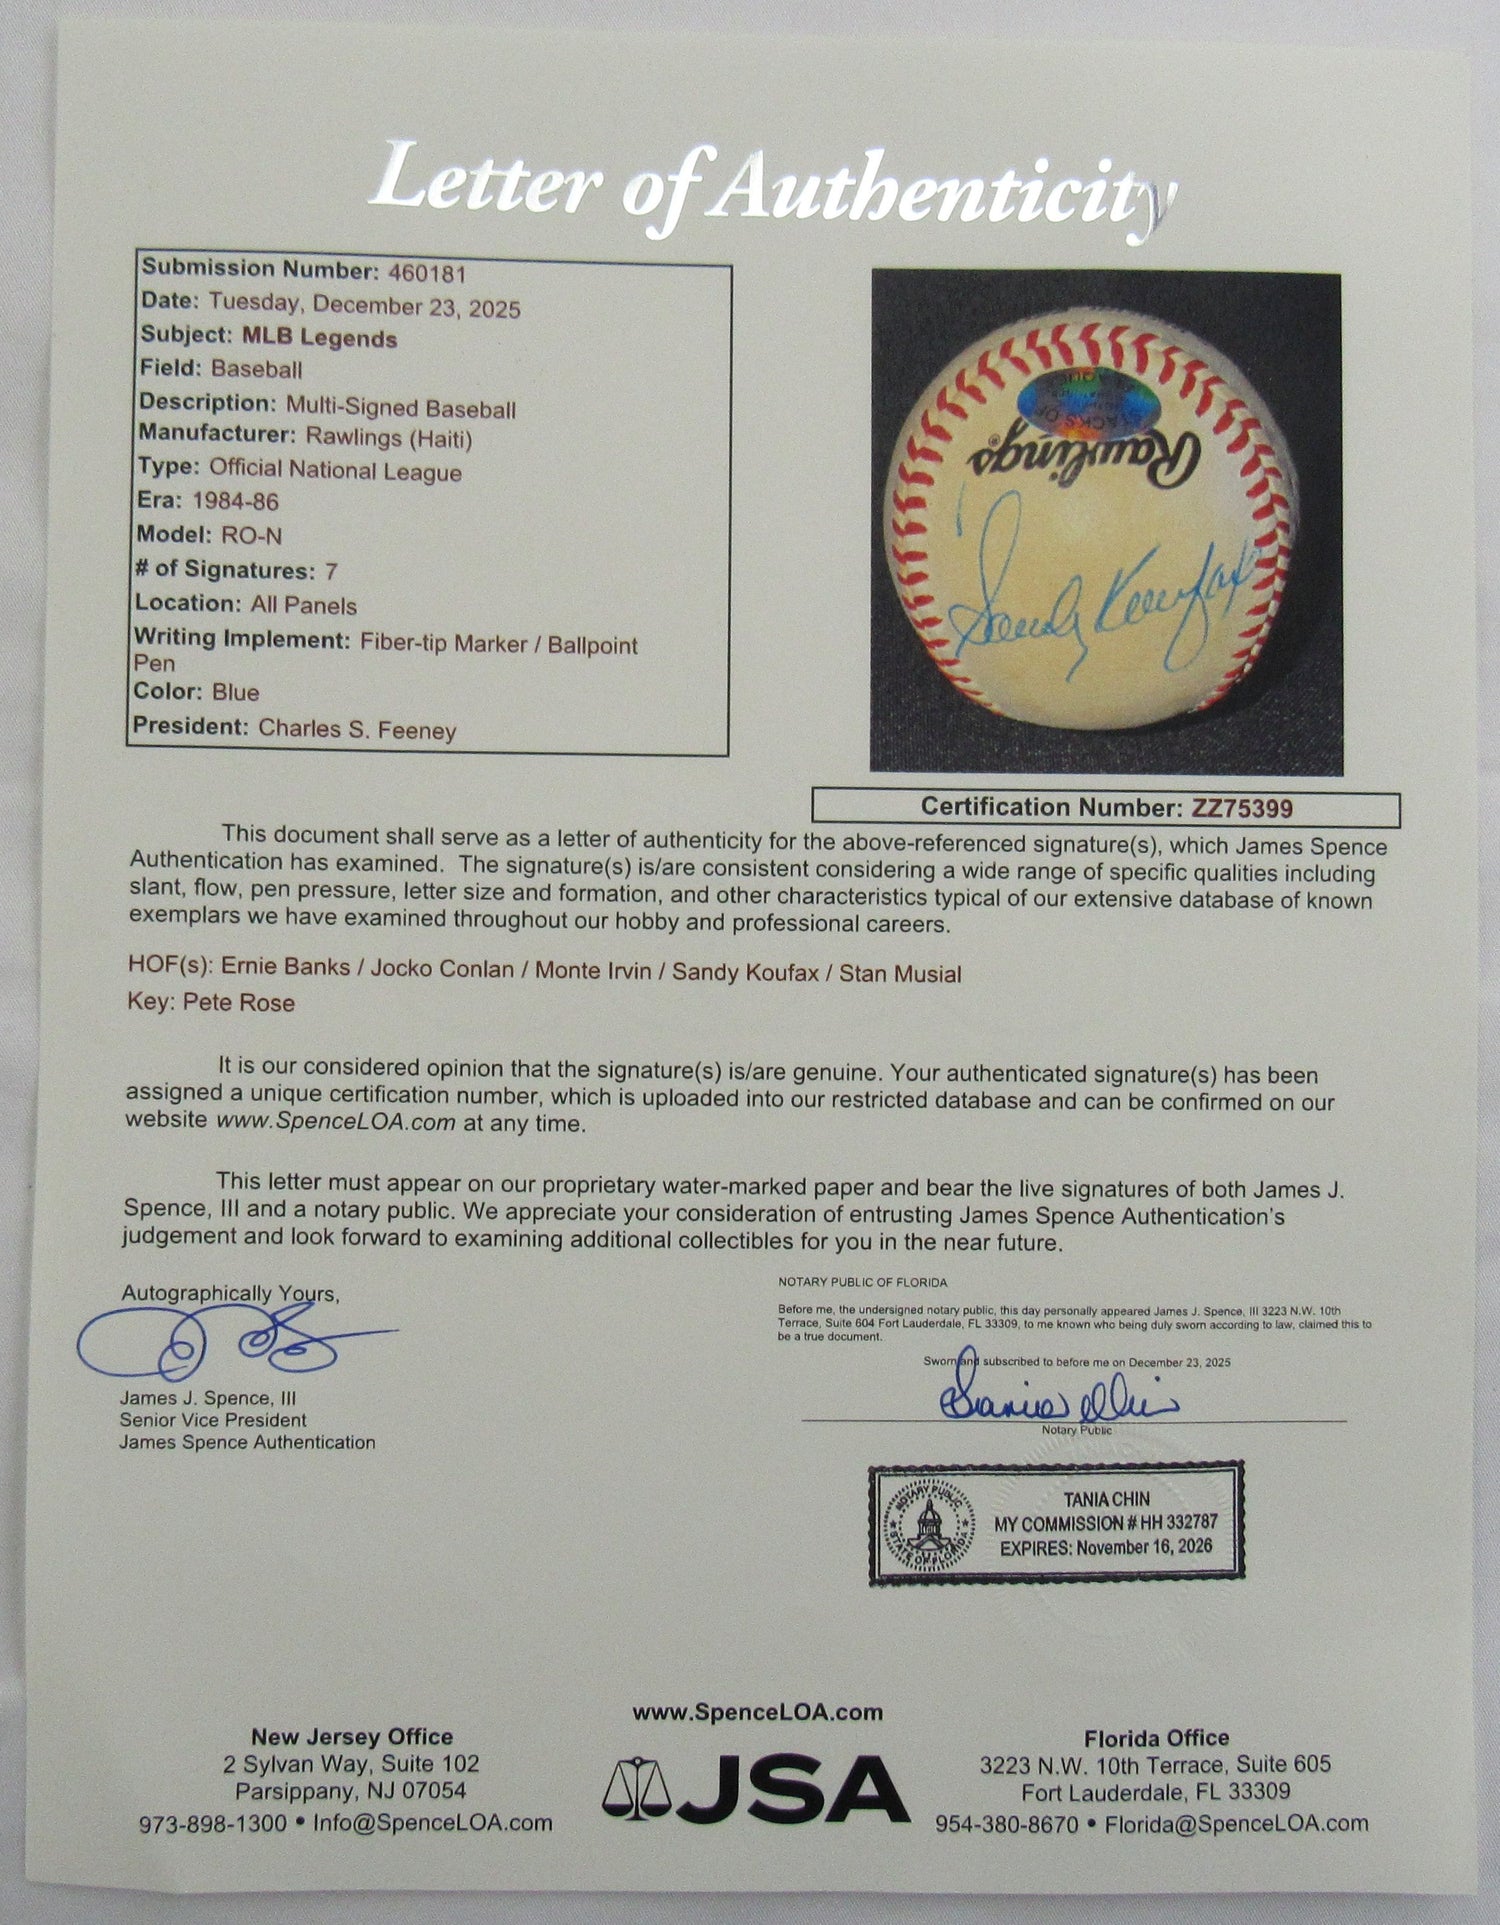 Letter of Authenticity
Submission Number: 460181
Date: Tuesday, December 23, 2025
Subject: MLB Legends
Field: Baseball
Description: Multi-Signed Baseball
Manufacturer: Rawlings (Haiti)
Type: Official National League
Era: 1984-86
Model: RO-N
# of Signatures: 7
Location: All Panels
Writing Implement: Fiber-tip Marker / Ballpoint
Pen
Color: Blue
President: Charles S. Feeney
Rawlings®
Sandy Koufax
Certification Number: ZZ75399
This document shall serve as a letter of authenticity for the above-referenced signature(s), which James Spence
Authentication has examined. The signature(s) is/are consistent considering a wide range of specific qualities including
slant, flow, pen pressure, letter size and formation, and other characteristics typical of our extensive database of known
exemplars we have examined throughout our hobby and professional careers.
HOF(s): Ernie Banks / Jocko Conlan / Monte Irvin / Sandy Koufax / Stan Musial
Key: Pete Rose
It is our considered opinion that the signature(s) is/are genuine. Your authenticated signature(s) has been
assigned a unique certification number, which is uploaded into our restricted database and can be confirmed on our
website www.SpenceLOA.com at any time.
This letter must appear on our proprietary water-marked paper and bear the live signatures of both James J.
Spence, III and a notary public. We appreciate your consideration of entrusting James Spence Authentication's
judgement and look forward to examining additional collectibles for you in the near future.
Autographically Yours,
James J. Spence, III
Senior Vice President
James Spence Authentication
NOTARY PUBLIC OF FLORIDA
Before me, the undersigned notary public, this day personally appeared James J. Spence, III 3223 N.W. 10th
Terrace, Suite 604 Fort Lauderdale, FL 33309, to me known who being duly sworn according to law, claimed this to
be a true document.
Sworn and subscribed to before me on December 23, 2025
Tania Chin
Notary Public
NOTARY PUBLIC
STATE OF FLORIDA
TANIA CHIN
MY COMMISSION # HH 332787
EXPIRES: November 16, 2026
www.SpenceLOA.com
New Jersey Office
2 Sylvan Way, Suite 102
Parsippany, NJ 07054
973-898-1300 • Info@SpenceLOA.com
JSA
Florida Office
3223 N.W. 10th Terrace, Suite 605
Fort Lauderdale, FL 33309
954-380-8670 • Florida@SpenceLOA.com